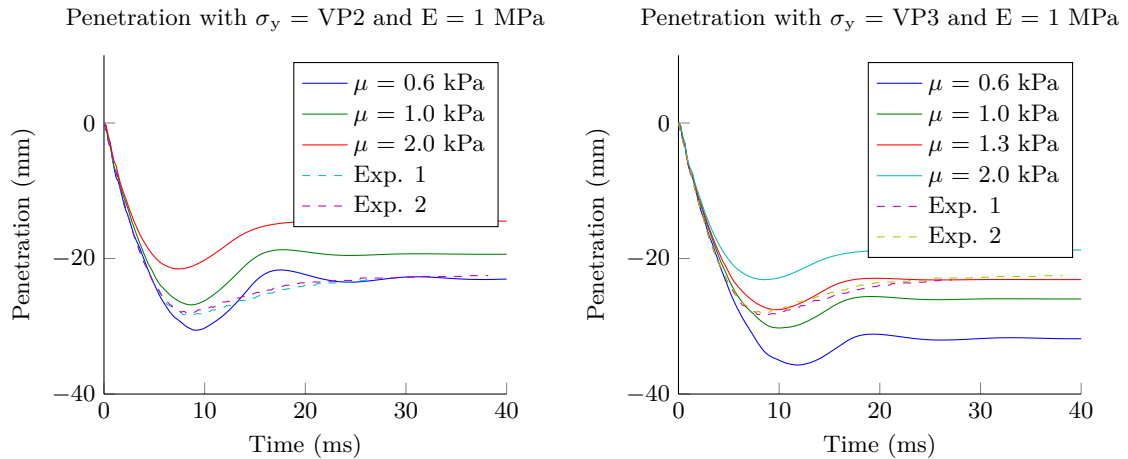 Penetration with σy = VP2 and E = 1 MPa
Penetration (mm)
0
−20
−40
0 10 20 30 40
Time (ms)
μ = 0.6 kPa
μ = 1.0 kPa
μ = 2.0 kPa
Exp. 1
Exp. 2
Penetration with σy = VP3 and E = 1 MPa
Penetration (mm)
0
−20
−40
0 10 20 30 40
Time (ms)
μ = 0.6 kPa
μ = 1.0 kPa
μ = 1.3 kPa
μ = 2.0 kPa
Exp. 1
Exp. 2